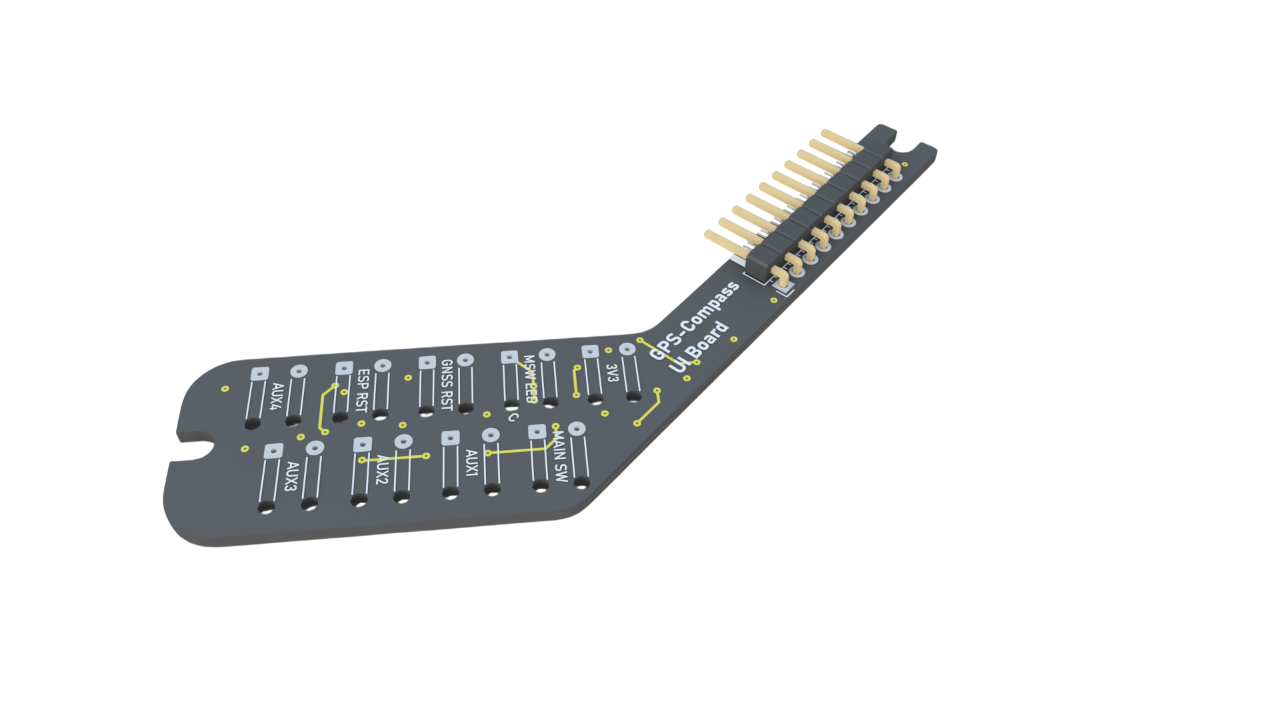 GPS-Compass
UI Board
AUX4
ESP RST
GNSS RST
MSW LED
3V3
AUX3
AUX2
AUX1
MAIN SW